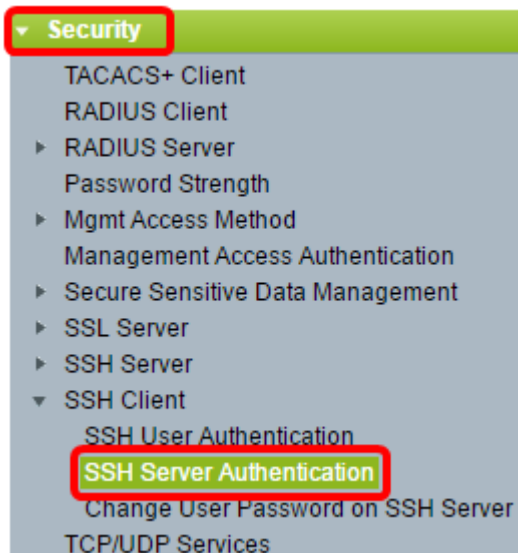 Security
TACACS+ Client
RADIUS Client
RADIUS Server
Password Strength
Mgmt Access Method
Management Access Authentication
Secure Sensitive Data Management
SSL Server
SSH Server
SSH Client
SSH User Authentication
SSH Server Authentication
Change User Password on SSH Server
TCP/UDP Services